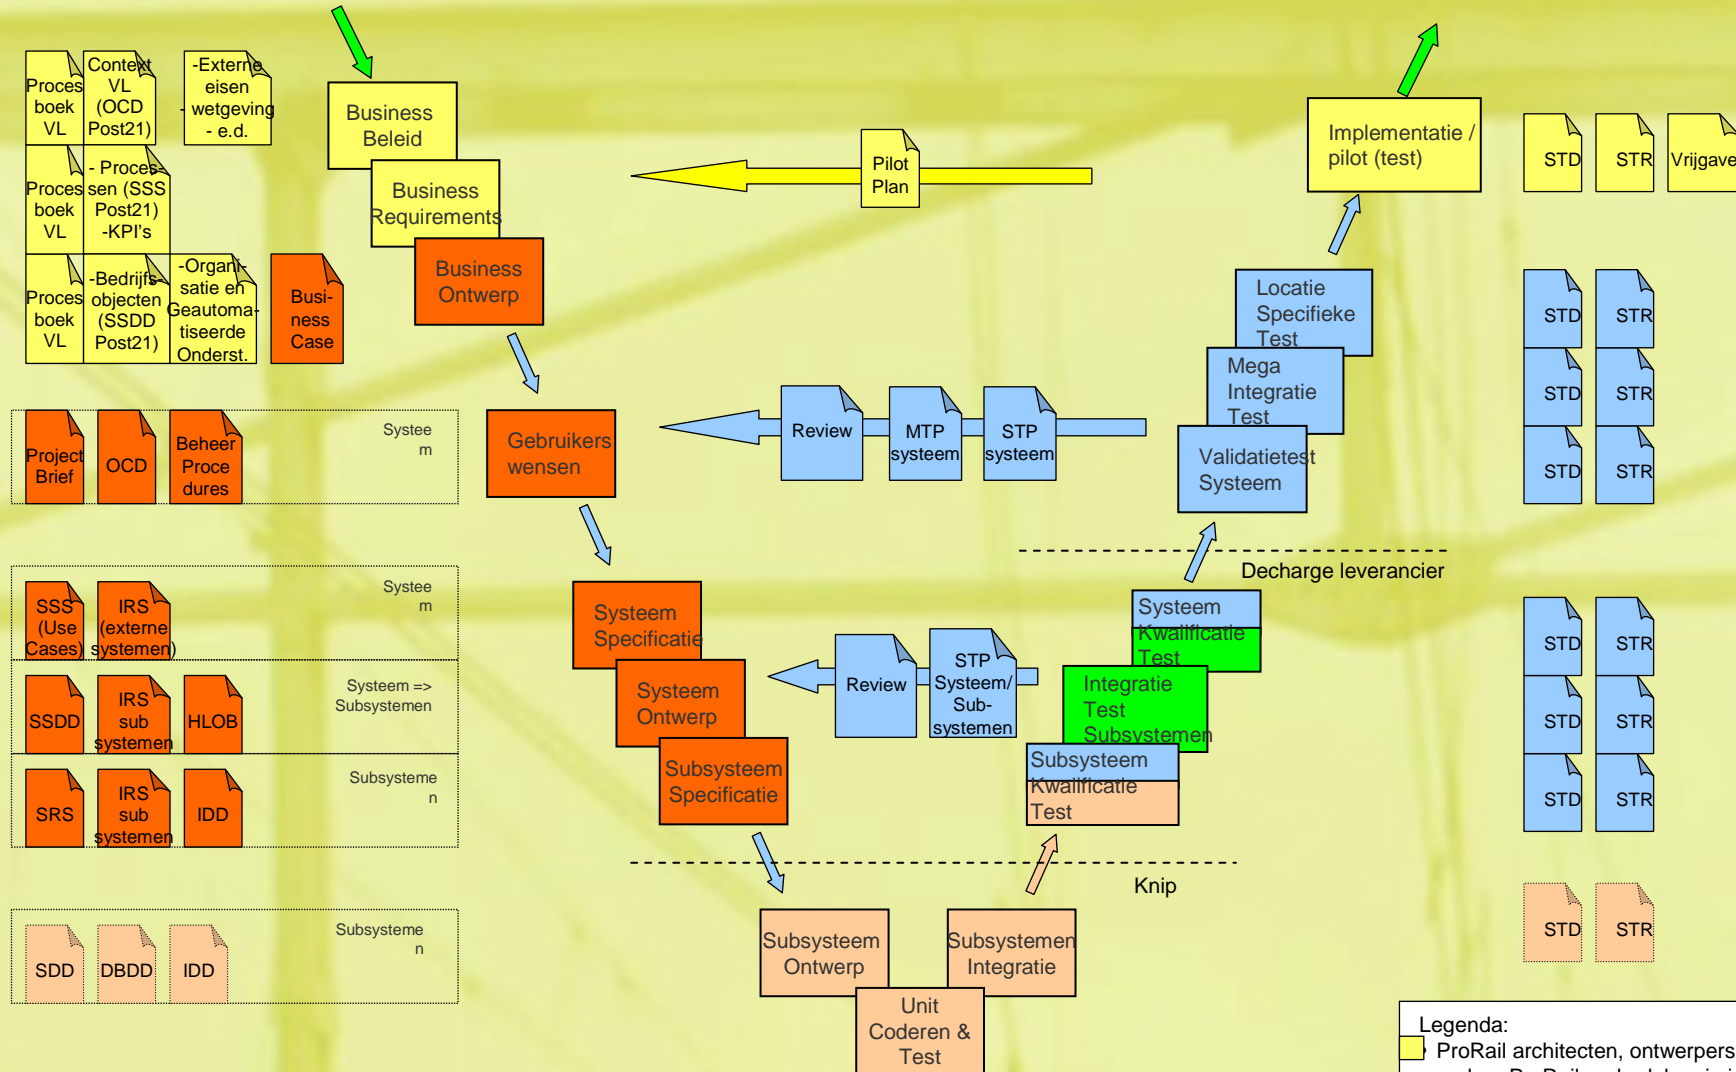 Proces
boek
VL
Context
VL
(OCD
Post21)
-Externe
eisen
- wetgeving
- e.d.
Proces
boek
VL
- Proces-
sen (SSS
Post21)
-KPI's
Proces
boek
VL
-Bedrijfs-
objecten
(SSDD
Post21)
-Organi-
satie en
Geautoma-
tiseerde
Onderst.
Busi-
ness
Case
Business
Beleid
Business
Requirements
Business
Ontwerp
Pilot
Plan
Implementatie /
pilot (test)
STD
STR
Vrijgave
Locatie
Specifieke
Test
STD
STR
Mega
Integratie
Test
STD
STR
Validatietest
Systeem
STD
STR
Project
Brief
OCD
Beheer
Proce
dures
Systee
m
Gebruikers
wensen
Review
MTP
systeem
STP
systeem
Decharge leverancier
SSS
(Use
Cases)
IRS
(externe
systemen)
Systee
m
Systeem
Specificatie
Systeem
Kwalificatie
Test
STD
STR
SSDD
IRS
sub
systemen
HLOB
Systeem =>
Subsystemen
Systeem
Ontwerp
Review
STP
Systeem/
Sub-
systemen
Integratie
Test
Subsystemen
STD
STR
SRS
IRS
sub
systemen
IDD
Subsysteme
n
Subsysteem
Specificatie
Subsysteem
Kwalificatie
Test
STD
STR
Knip
SDD
DBDD
IDD
Subsysteme
n
Subsysteem
Ontwerp
Subsystemen
Integratie
STD
STR
Unit
Coderen &
Test
Legenda:
ProRail architecten, ontwerpers